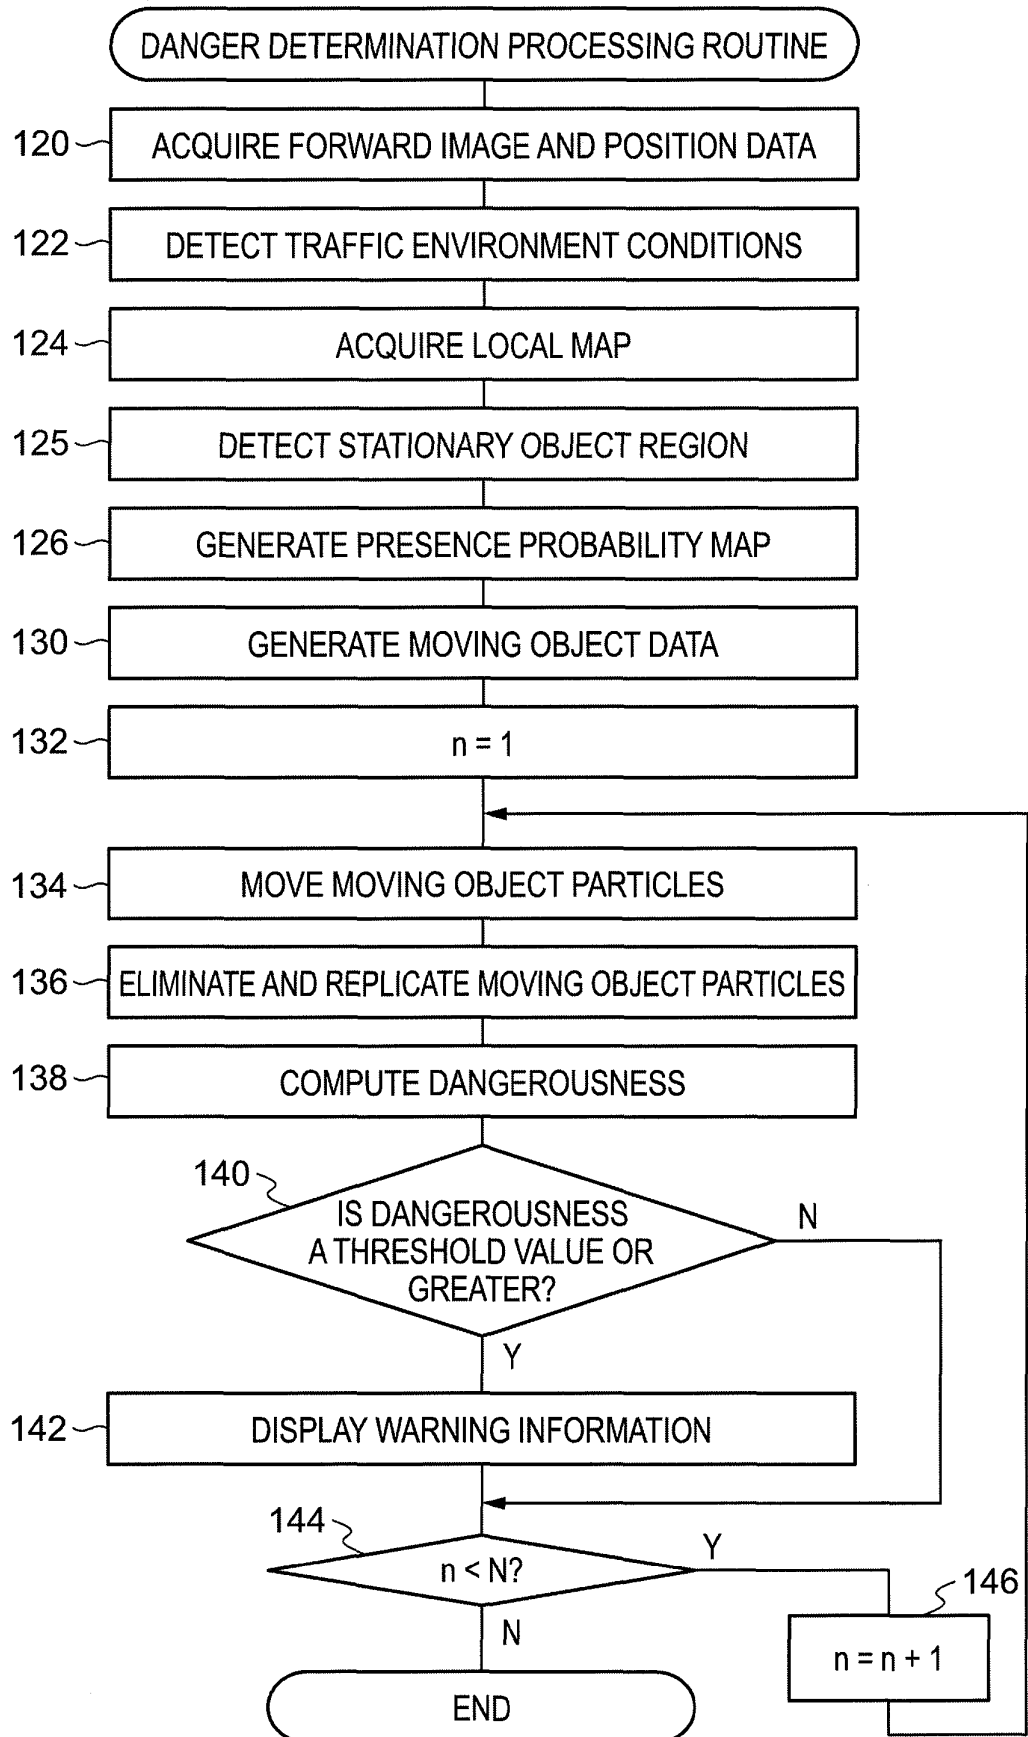 DANGER DETERMINATION PROCESSING ROUTINE
120 ACQUIRE FORWARD IMAGE AND POSITION DATA
122 DETECT TRAFFIC ENVIRONMENT CONDITIONS
124 ACQUIRE LOCAL MAP
125 DETECT STATIONARY OBJECT REGION
126 GENERATE PRESENCE PROBABILITY MAP
130 GENERATE MOVING OBJECT DATA
132 n = 1
134 MOVE MOVING OBJECT PARTICLES
136 ELIMINATE AND REPLICATE MOVING OBJECT PARTICLES
138 COMPUTE DANGEROUSNESS
140
IS DANGEROUSNESS
A THRESHOLD VALUE OR
GREATER?
N
Y
142 DISPLAY WARNING INFORMATION
144
n < N?
Y
N
146
n = n + 1
END